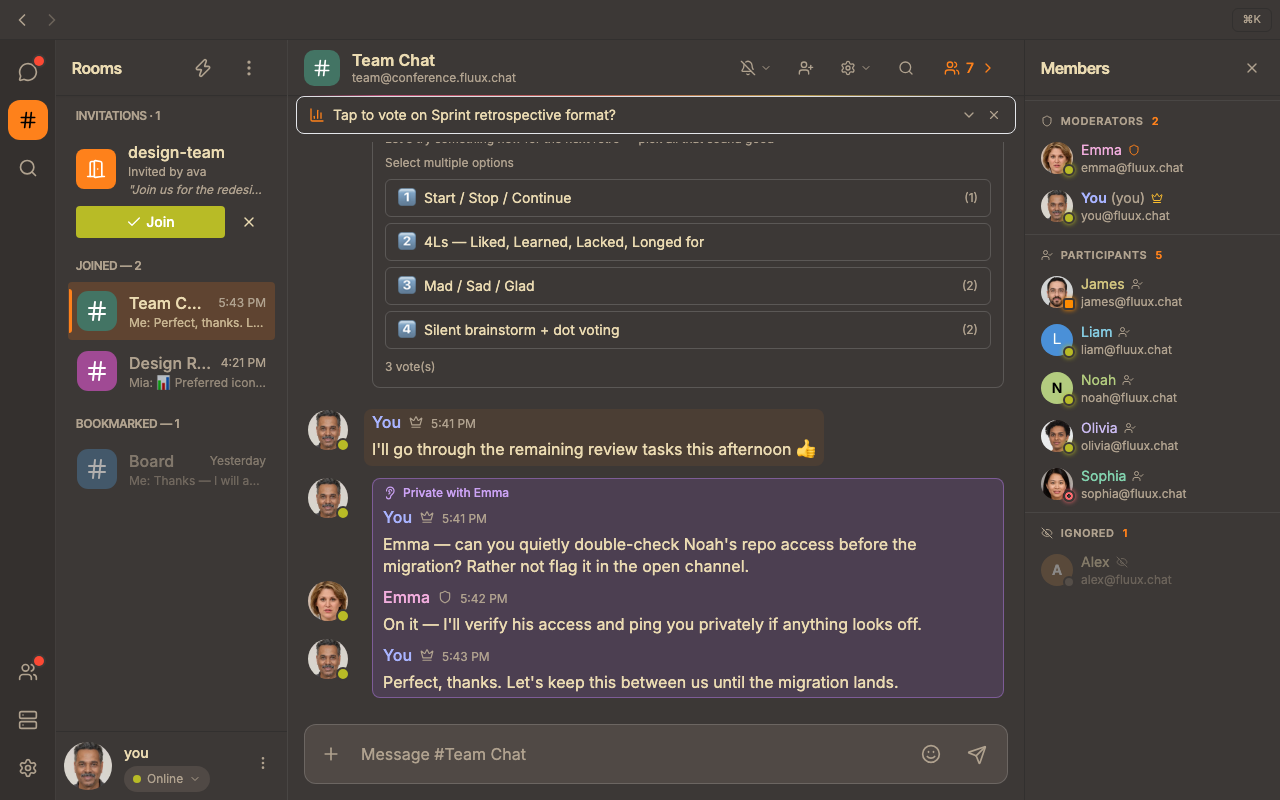 ⌘K
Rooms
INVITATIONS · 1
design-team
Invited by ava
"Join us for the redesi...
Join
JOINED — 2
Team C... 5:43 PM
Me: Perfect, thanks. L...
Design R... 4:21 PM
Mia: 📊 Preferred icon...
BOOKMARKED — 1
Board Yesterday
Me: Thanks — I will a...
you
Online
Team Chat
team@conference.fluux.chat
7
Tap to vote on Sprint retrospective format?
Select multiple options
1 Start / Stop / Continue (1)
2 4Ls — Liked, Learned, Lacked, Longed for
3 Mad / Sad / Glad (2)
4 Silent brainstorm + dot voting (2)
3 vote(s)
You 5:41 PM
I'll go through the remaining review tasks this afternoon 👍
Private with Emma
You 5:41 PM
Emma — can you quietly double-check Noah's repo access before the
migration? Rather not flag it in the open channel.
Emma 5:42 PM
On it — I'll verify his access and ping you privately if anything looks off.
You 5:43 PM
Perfect, thanks. Let's keep this between us until the migration lands.
Message #Team Chat
Members
MODERATORS 2
Emma
emma@fluux.chat
You (you)
you@fluux.chat
PARTICIPANTS 5
James
james@fluux.chat
L
Liam
liam@fluux.chat
N
Noah
noah@fluux.chat
Olivia
olivia@fluux.chat
Sophia
sophia@fluux.chat
IGNORED 1
A
Alex
alex@fluux.chat